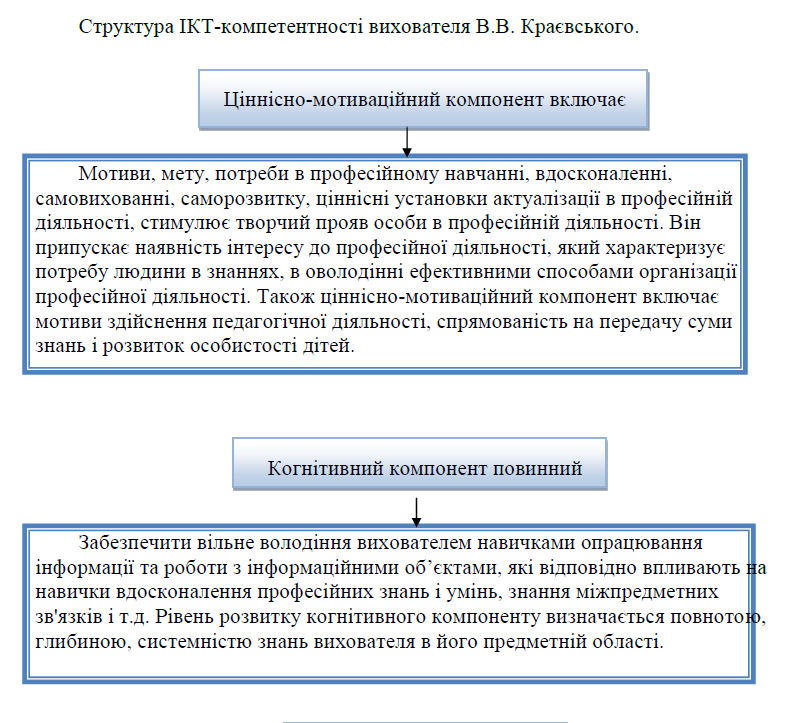 Структура ІКТ-компетентності вихователя В.В. Краєвського.
Ціннісно-мотиваційний компонент включає
Мотиви, мету, потреби в професійному навчанні, вдосконаленні,
самовихованні, саморозвитку, ціннісні установки актуалізації в професійній
діяльності, стимулює творчий прояв особи в професійній діяльності. Він
припускає наявність інтересу до професійної діяльності, який характеризує
потребу людини в знаннях, в оволодінні ефективними способами організації
професійної діяльності. Також ціннісно-мотиваційний компонент включає
мотиви здійснення педагогічної діяльності, спрямованість на передачу суми
знань і розвиток особистості дітей.
Когнітивний компонент повинний
Забезпечити вільне володіння вихователем навичками опрацювання
інформації та роботи з інформаційними об’єктами, які відповідно впливають на
навички вдосконалення професійних знань і умінь, знання міжпредметних
зв'язків і т.д. Рівень розвитку когнітивного компоненту визначається повнотою,
глибиною, системністю знань вихователя в його предметній області.